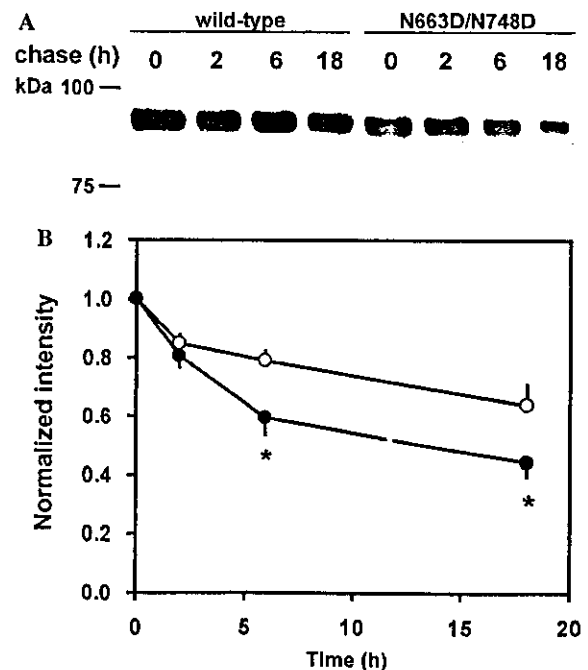 A
wild-type N663D/N748D
chase (h) 0 2 6 18 0 2 6 18
kDa 100
75
B
1.2
1.0
0.8
0.6
0.4
0.2
0.0
Normalized intensity
*
*
0 5 10 15 20
Time (h)